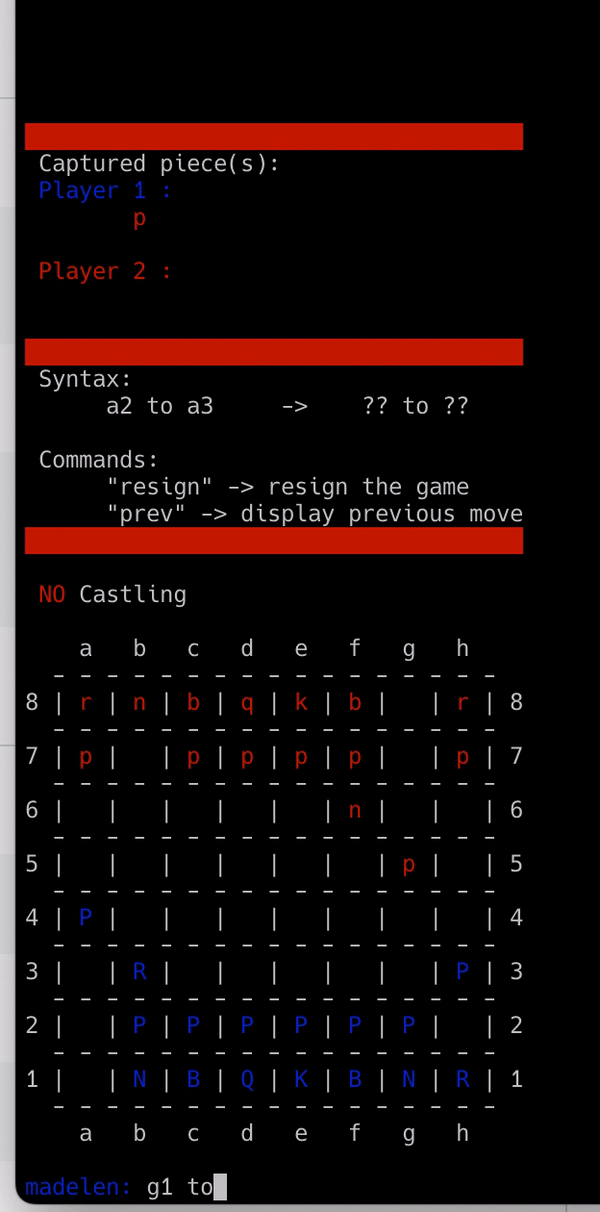 Captured piece(s):
Player 1 :
p
Player 2 :
Syntax:
a2 to a3     ->    ?? to ??
Commands:
"resign" -> resign the game
"prev" -> display previous move
NO Castling
    a   b   c   d   e   f   g   h
  - - - - - - - - - - - - - - - - -
8 | r | n | b | q | k | b |   | r | 8
  - - - - - - - - - - - - - - - - -
7 | p |   | p | p | p | p |   | p | 7
  - - - - - - - - - - - - - - - - -
6 |   |   |   |   |   | n |   |   | 6
  - - - - - - - - - - - - - - - - -
5 |   |   |   |   |   |   | p |   | 5
  - - - - - - - - - - - - - - - - -
4 | P |   |   |   |   |   |   |   | 4
  - - - - - - - - - - - - - - - - -
3 |   | R |   |   |   |   |   | P | 3
  - - - - - - - - - - - - - - - - -
2 |   | P | P | P | P | P | P |   | 2
  - - - - - - - - - - - - - - - - -
1 |   | N | B | Q | K | B | N | R | 1
  - - - - - - - - - - - - - - - - -
    a   b   c   d   e   f   g   h
madelen: g1 to